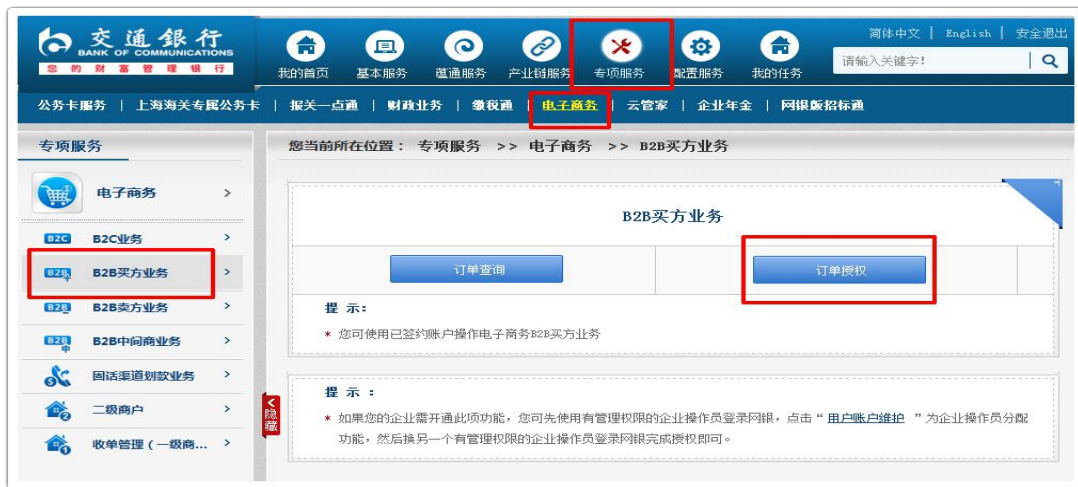 交通銀行
BANK OF COMMUNICATIONS
您的财富管理银行
我的首页 基本服务 蕴通服务 产业链服务 专项服务 配置服务 我的任务
简体中文 | English | 安全退出
请输入关键字!
公务卡服务 | 上海海关专属公务卡 | 报关一点通 | 财政业务 | 缴税通 | 电子商务 | 云管家 | 企业年金 | 网银版招标通
专项服务
电子商务 >
B2C B2C业务 >
B2B B2B买方业务 >
B2B B2B卖方业务 >
B2B中 B2B中间商业务 >
固话渠道划款业务 >
二级商户 >
收单管理(一级商... >
<隐藏
您当前所在位置: 专项服务 >> 电子商务 >> B2B买方业务
B2B买方业务
订单查询 订单授权
提 示:
* 您可使用已签约账户操作电子商务B2B买方业务
提 示 :
* 如果您的企业需开通此项功能,您可先使用有管理权限的企业操作员登录网银,点击“ 用户账户维护 ”为企业操作员分配
功能,然后换另一个有管理权限的企业操作员登录网银完成授权即可。